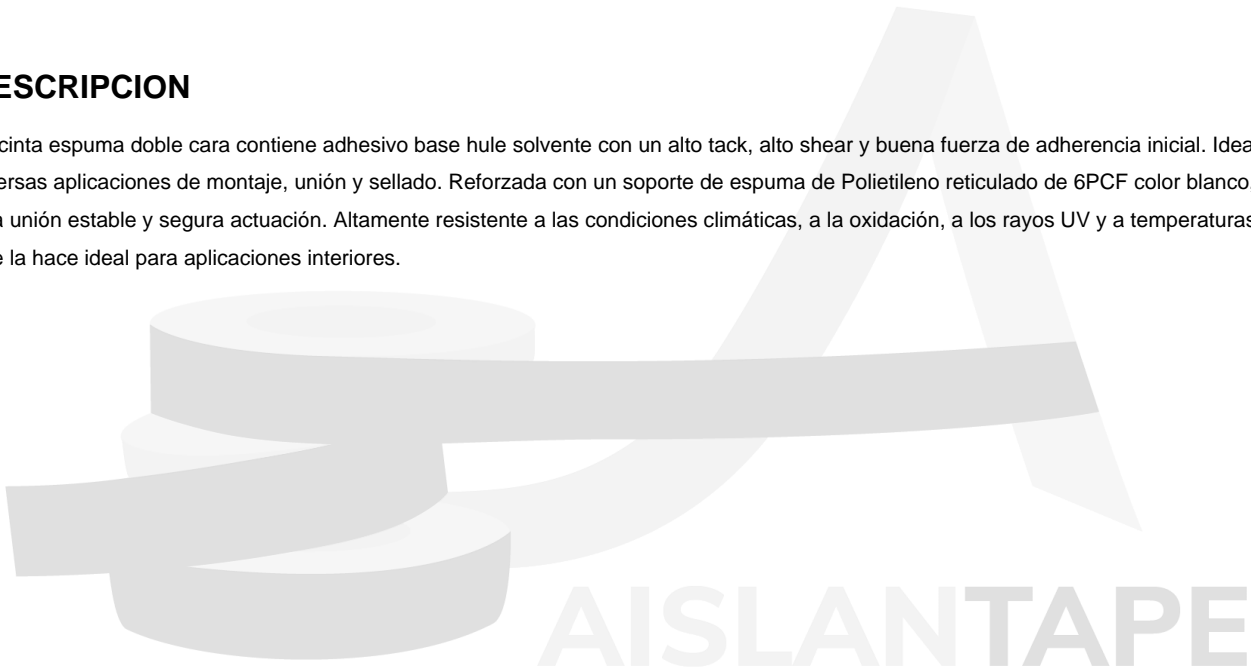 ESCRIPCION
cinta espuma doble cara contiene adhesivo base hule solvente con un alto tack, alto shear y buena fuerza de adherencia inicial. Idea
ersas aplicaciones de montaje, unión y sellado. Reforzada con un soporte de espuma de Polietileno reticulado de 6PCF color blanco,
a unión estable y segura actuación. Altamente resistente a las condiciones climáticas, a la oxidación, a los rayos UV y a temperaturas
e la hace ideal para aplicaciones interiores.
AISLANTAPE